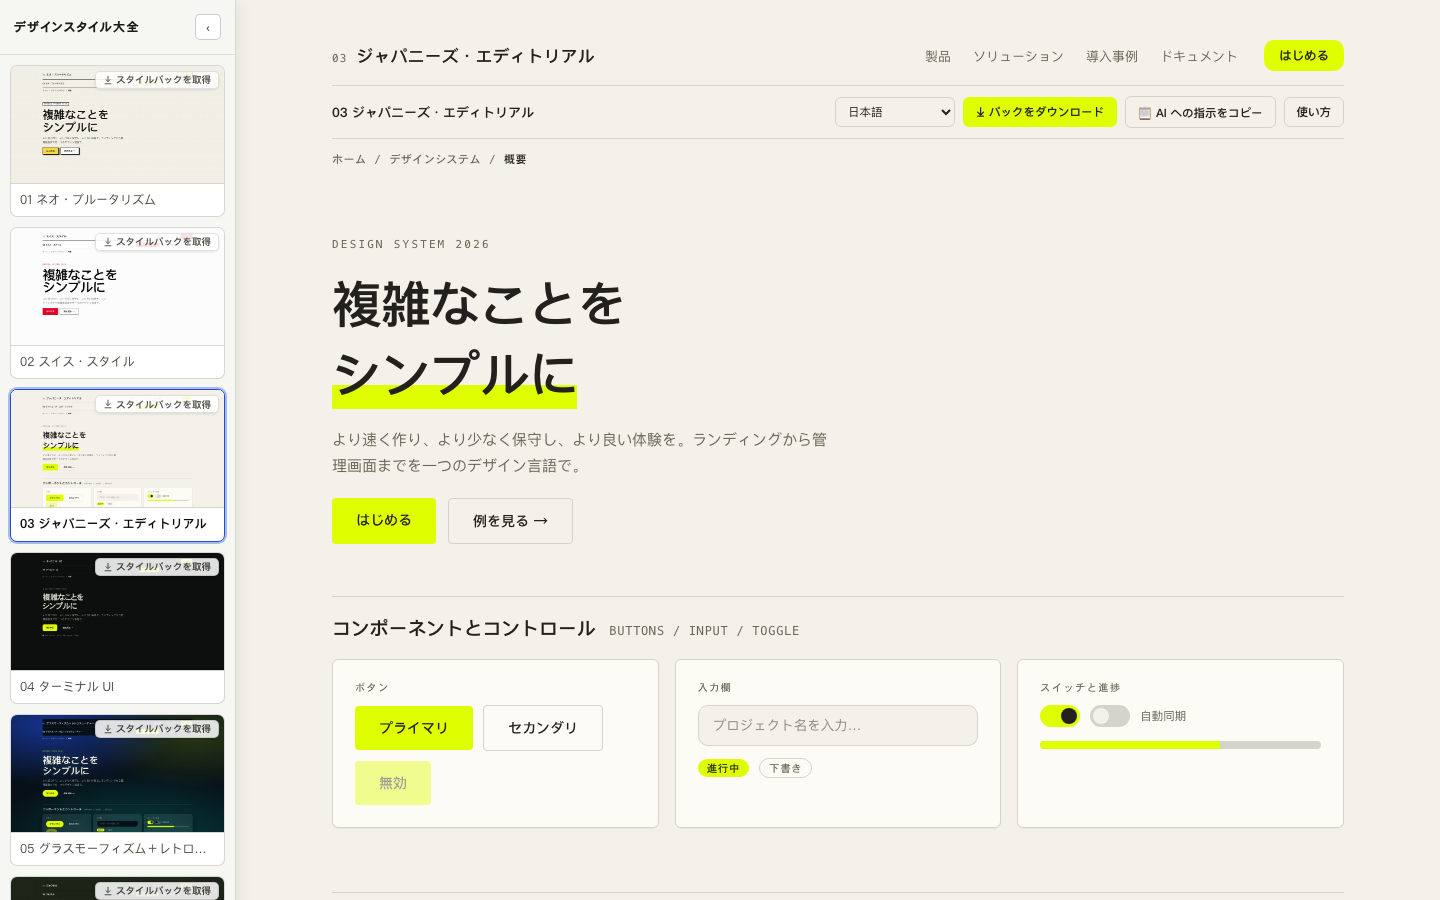 デザインスタイル大全
‹
スタイルパックを取得
複雑なことを
シンプルに
01 ネオ・ブルータリズム
スタイルパックを取得
複雑なことを
シンプルに
02 スイス・スタイル
スタイルパックを取得
複雑なことを
シンプルに
03 ジャパニーズ・エディトリアル
スタイルパックを取得
複雑なことを
シンプルに
04 ターミナル UI
スタイルパックを取得
複雑なことを
シンプルに
05 グラスモーフィズム＋レトロ…
スタイルパックを取得
03 ジャパニーズ・エディトリアル
製品 ソリューション 導入事例 ドキュメント はじめる
03 ジャパニーズ・エディトリアル
日本語 パックをダウンロード AI への指示をコピー 使い方
ホーム / デザインシステム / 概要
DESIGN SYSTEM 2026
複雑なことを
シンプルに
より速く作り、より少なく保守し、より良い体験を。ランディングから管
理画面までを一つのデザイン言語で。
はじめる 例を見る →
コンポーネントとコントロール BUTTONS / INPUT / TOGGLE
ボタン
プライマリ セカンダリ
無効
入力欄
プロジェクト名を入力...
進行中 下書き
スイッチと進捗
自動同期